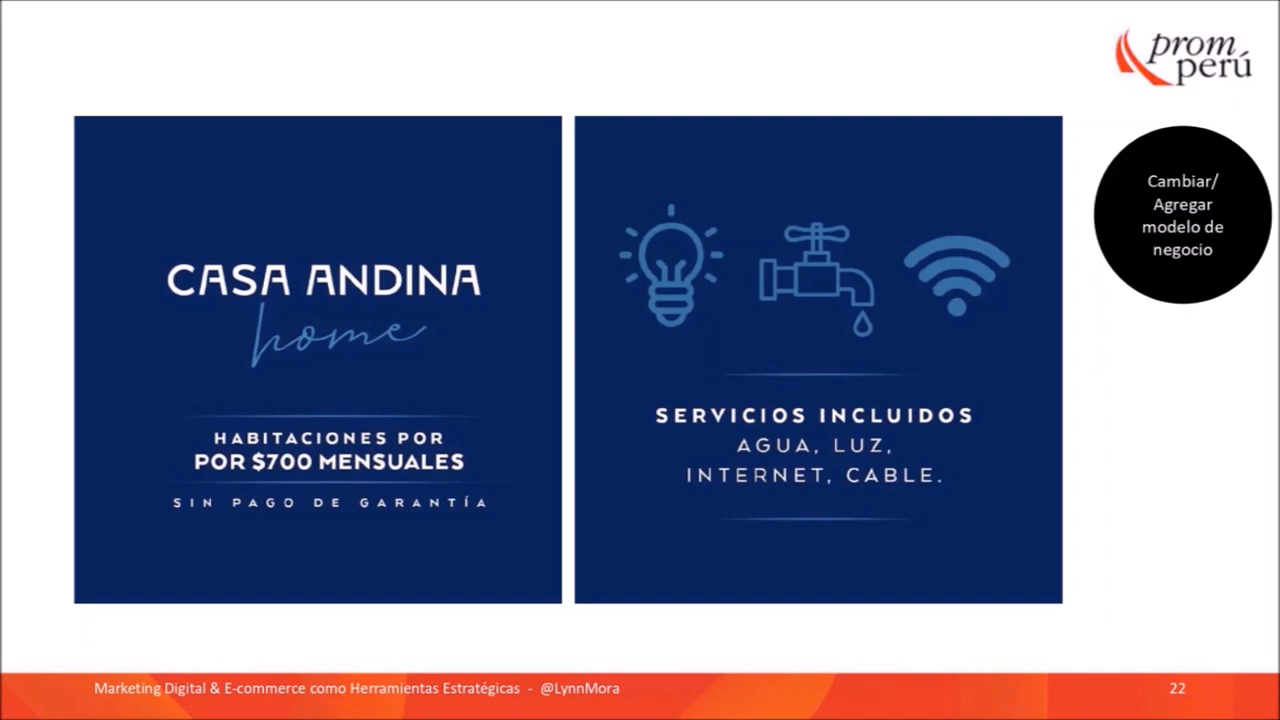 prom
perú
CASA ANDINA
home
HABITACIONES POR
POR $700 MENSUALES
SIN PAGO DE GARANTÍA
SERVICIOS INCLUIDOS
AGUA, LUZ,
INTERNET, CABLE.
Cambiar/
Agregar
modelo de
negocio
Marketing Digital & E-commerce como Herramientas Estratégicas - @LynnMora
22